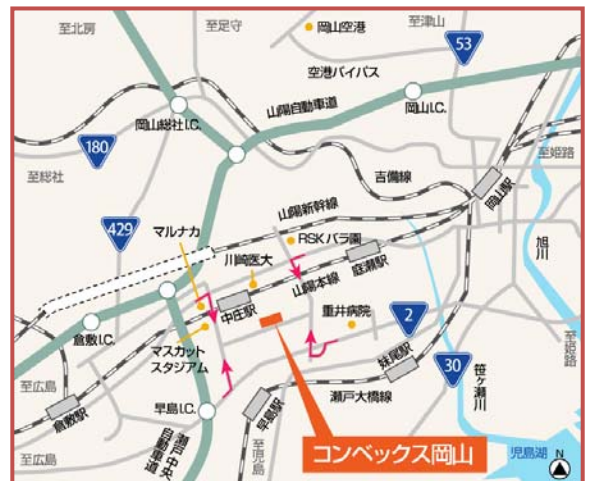 至北房
至足守
岡山空港
至津山
53
空港バイパス
山陽自動車道
岡山総社I.C.
岡山I.C.
180
至総社
吉備線
岡山駅
至姫路
429
山陽新幹線
マルナカ
RSKバラ園
川崎医大
山陽本線
庭瀬駅
旭川
中庄駅
重井病院
2
倉敷I.C.
マスカット
スタジアム
妹尾駅
30
笹ヶ瀬川
至姫路
至広島
倉敷駅
早島I.C.
早島駅
瀬戸大橋線
至広島
瀬戸中央
自動車道
至児島
コンベックス岡山
児島湖
N